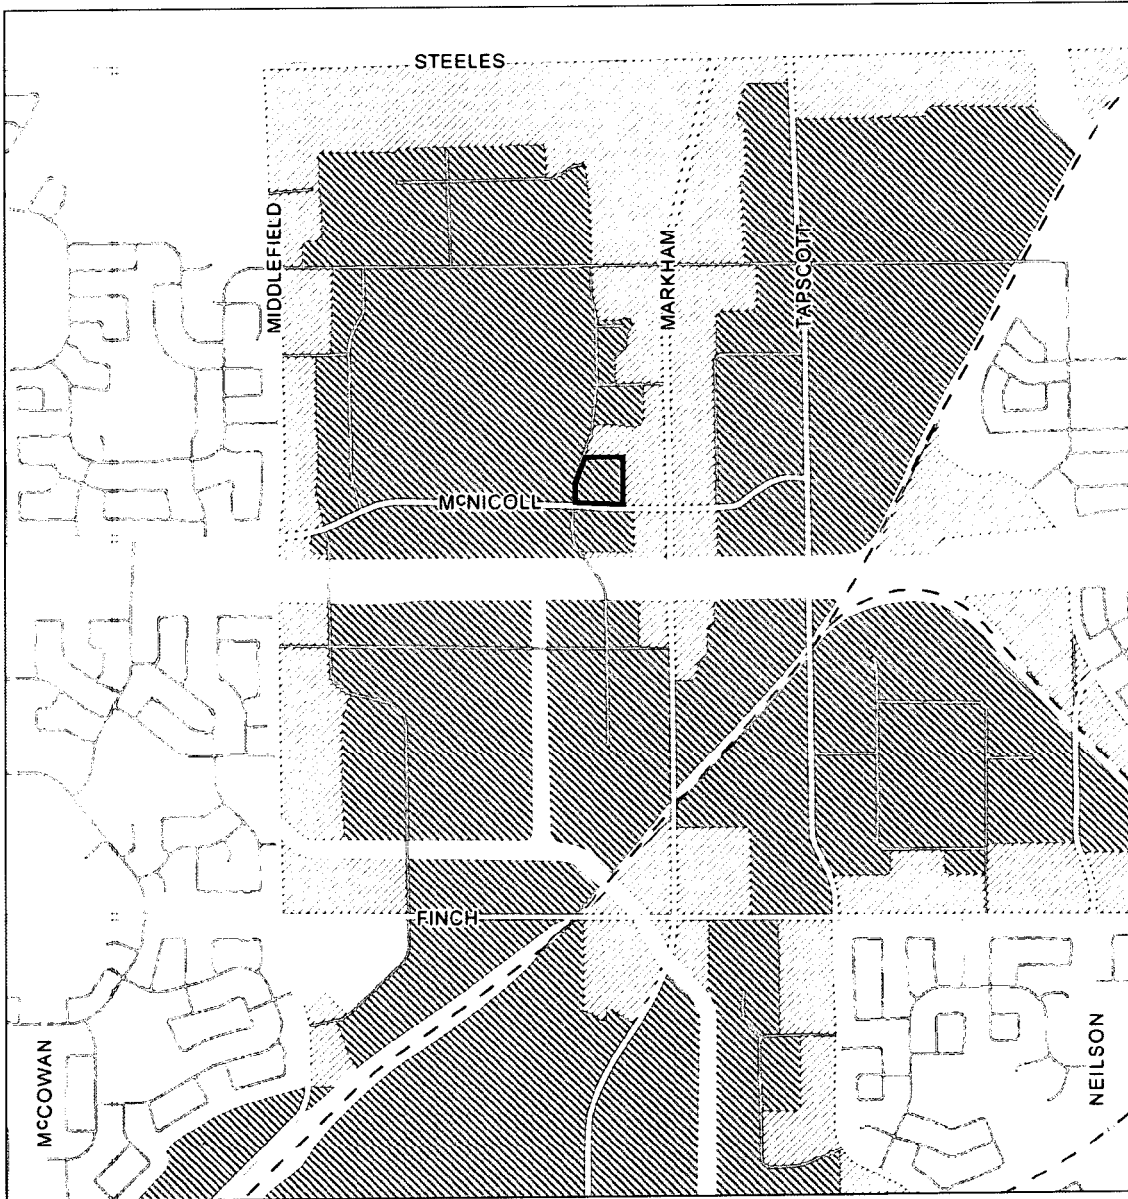 STEELES
MIDDLEFIELD
MARKHAM
TAPSCOTT
McNICOLL
FINCH
McCOWAN
NEILSON